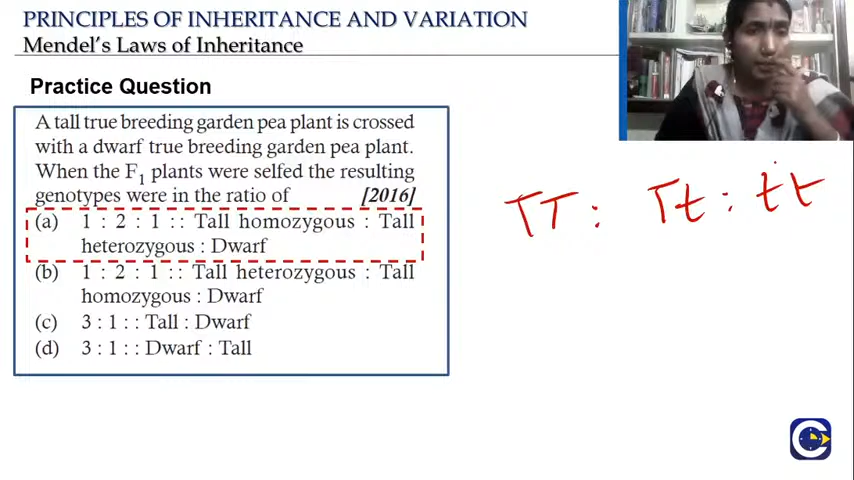 PRINCIPLES OF INHERITANCE AND VARIATION
Mendel's Laws of Inheritance
Practice Question
A tall true breeding garden pea plant is crossed
with a dwarf true breeding garden pea plant.
When the F1 plants were selfed the resulting
genotypes were in the ratio of [2016]
(a) 1 : 2 : 1 : : Tall homozygous : Tall
heterozygous : Dwarf
(b) 1 : 2 : 1 : : Tall heterozygous : Tall
homozygous : Dwarf
(c) 3 : 1 : : Tall : Dwarf
(d) 3 : 1 : : Dwarf : Tall
TT : Tt : tt